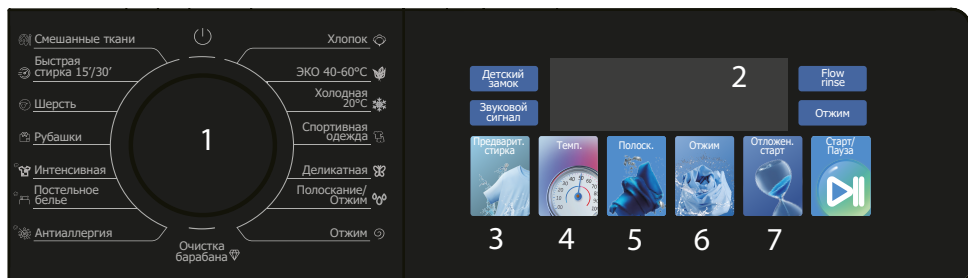 Смешанные ткани
Быстрая
стирка 15’/30’
Шерсть
Рубашки
Интенсивная
Постельное
белье
Антиаллергия
Очистка
барабана
Хлопок
ЭКО 40-60°C
Холодная
20°C
Спортивная
одежда
Деликатная
Полоскание/
Отжим
Отжим
1
Детский
замок
Звуковой
сигнал
2
Flow
rinse
Отжим
Предварит.
стирка
Темп.
Полоск.
Отжим
Отложен.
старт
Старт/
Пауза
3
4
5
6
7